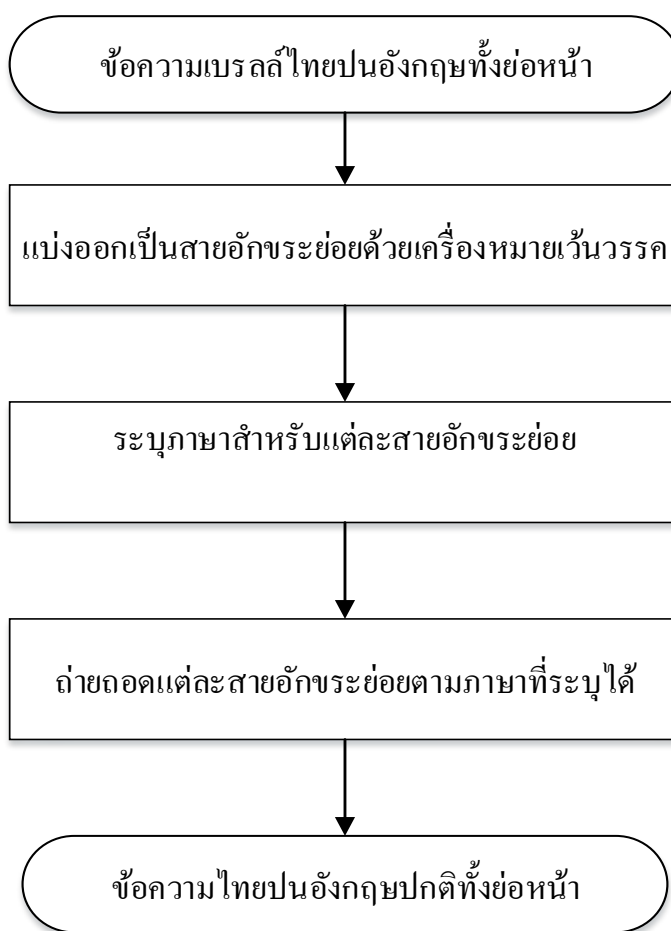 ข้อความเบรลล์ไทยปนอังกฤษทั้งย่อหน้า
แบ่งออกเป็นสายอักขระย่อยด้วยเครื่องหมายเว้นวรรค
ระบุภาษาสำหรับแต่ละสายอักขระย่อย
ถ่ายถอดแต่ละสายอักขระย่อยตามภาษาที่ระบุได้
ข้อความไทยปนอังกฤษปกติทั้งย่อหน้า